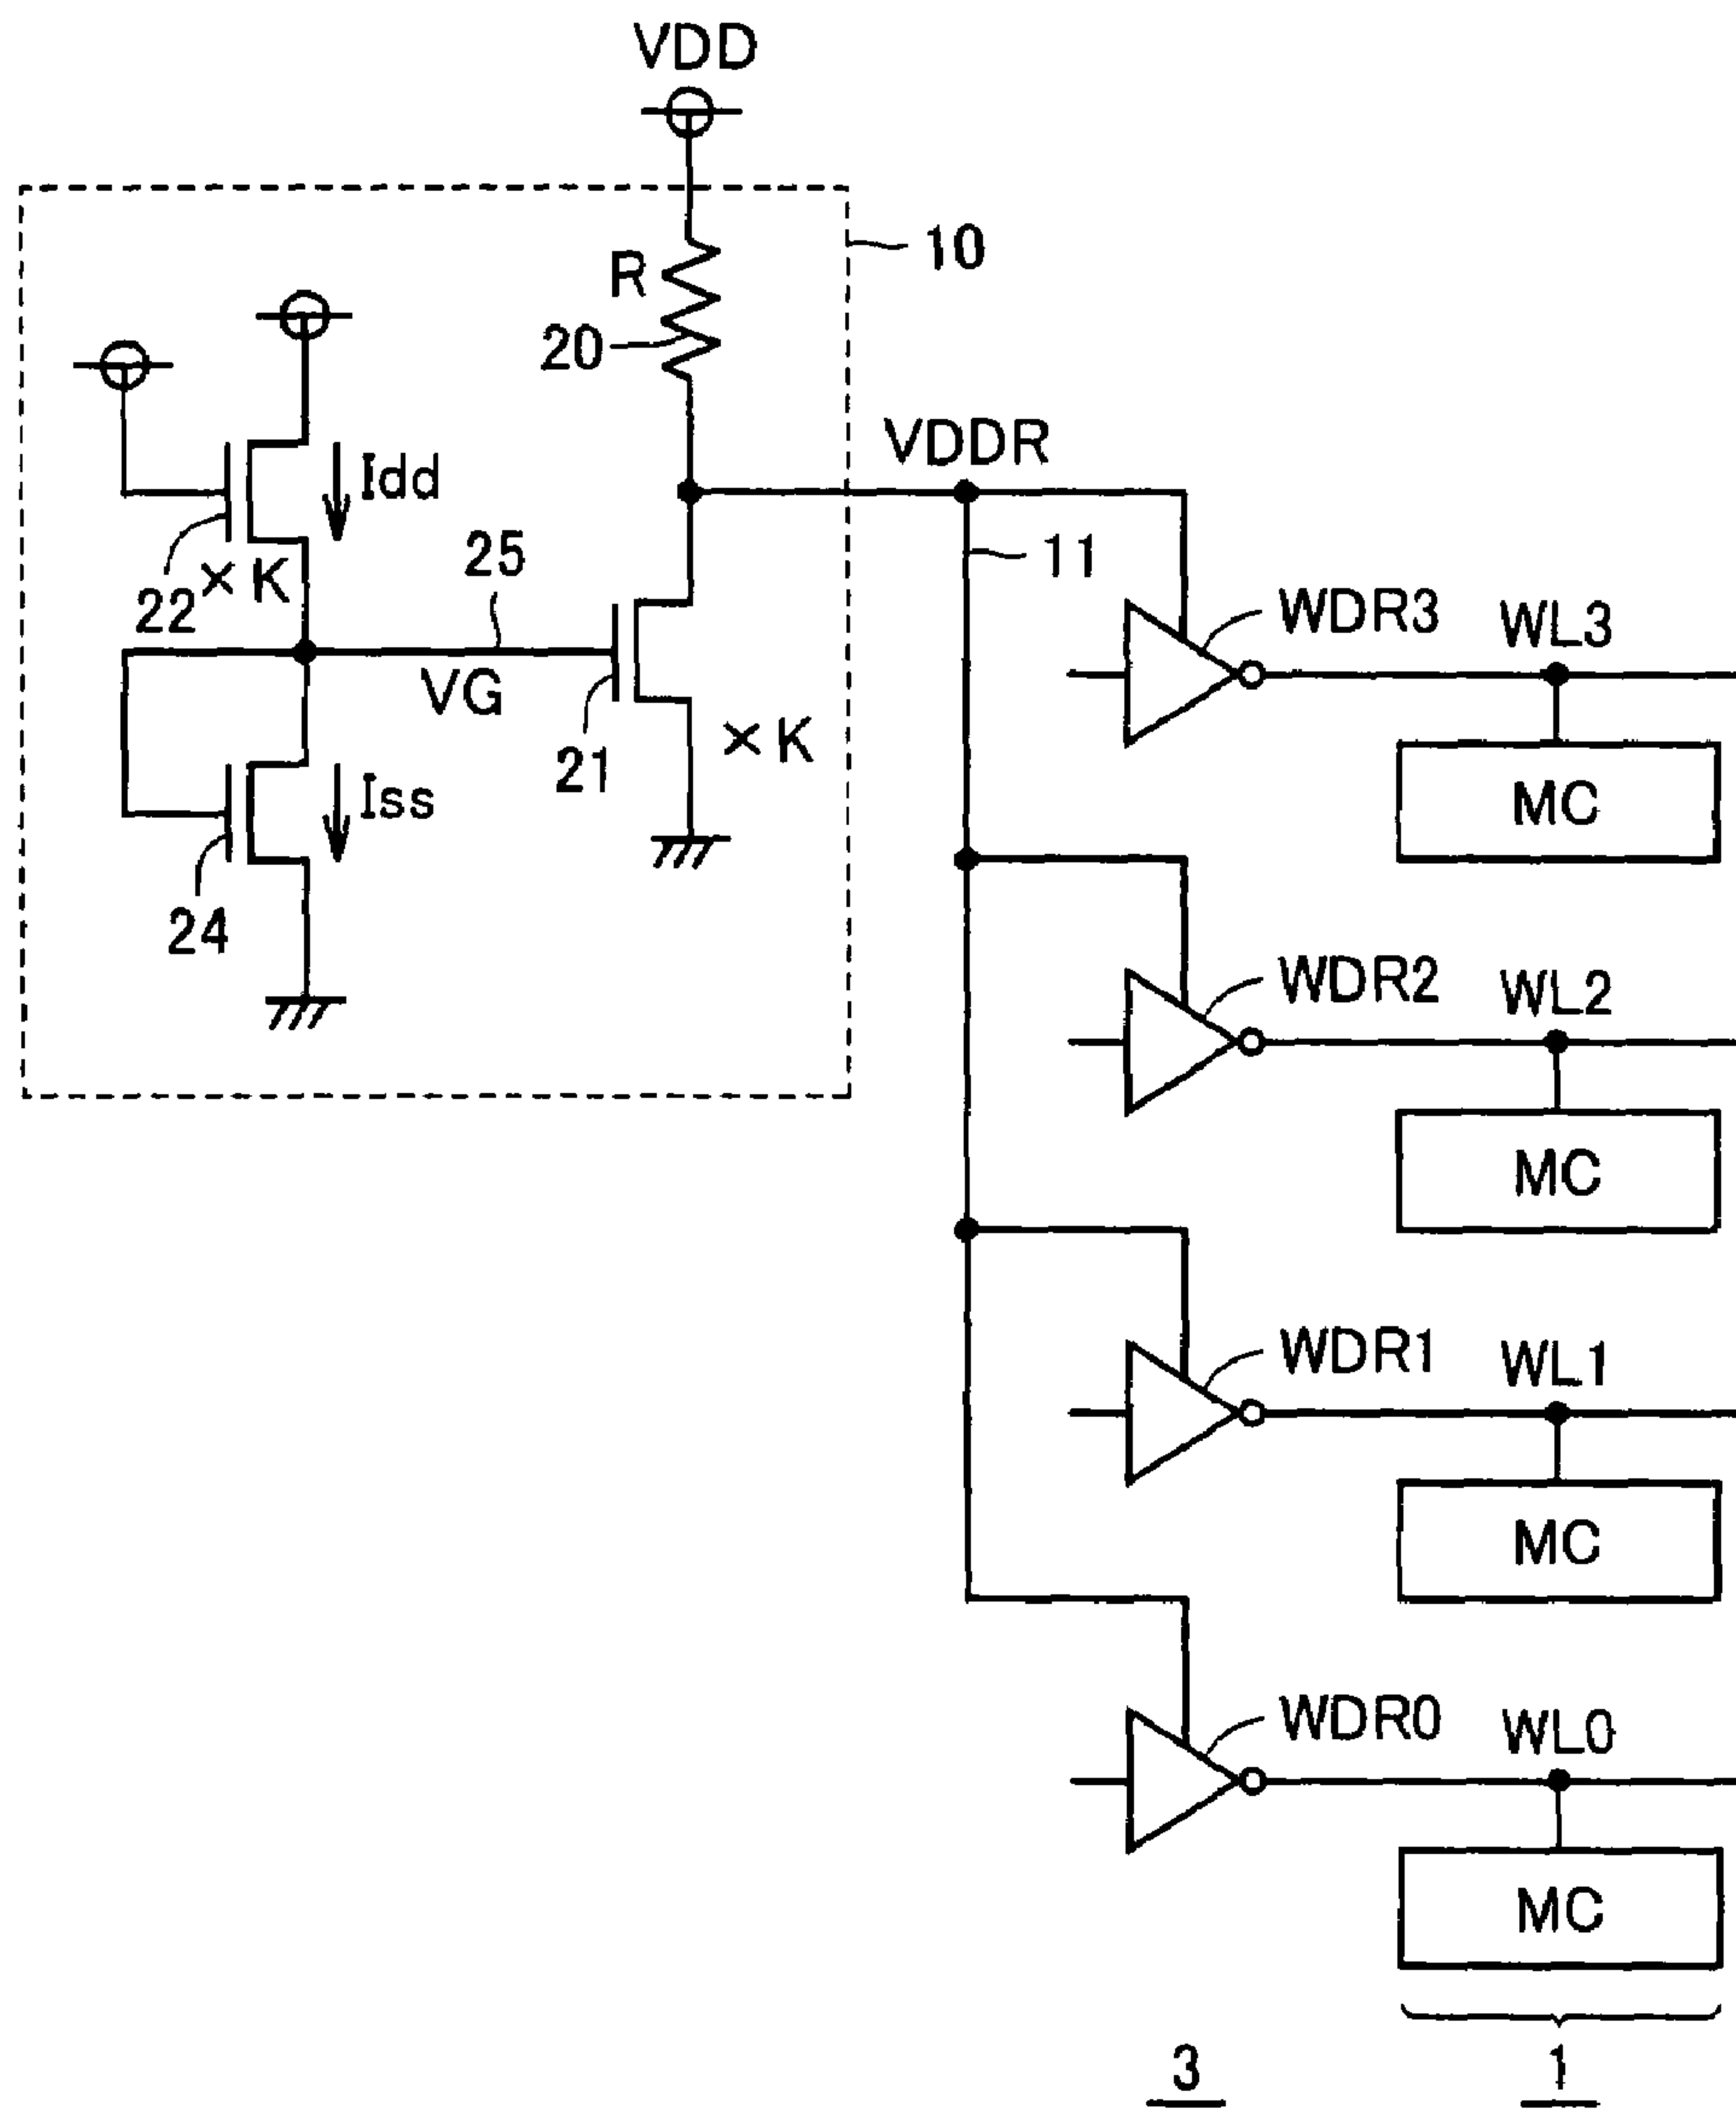 VDD
10
R
20
VDDR
Idd
11
25
× K
22
WDR3
WL3
VG
21
× K
MC
Iss
24
WDR2
WL2
MC
WDR1
WL1
MC
WDR0
WL0
MC
3
1